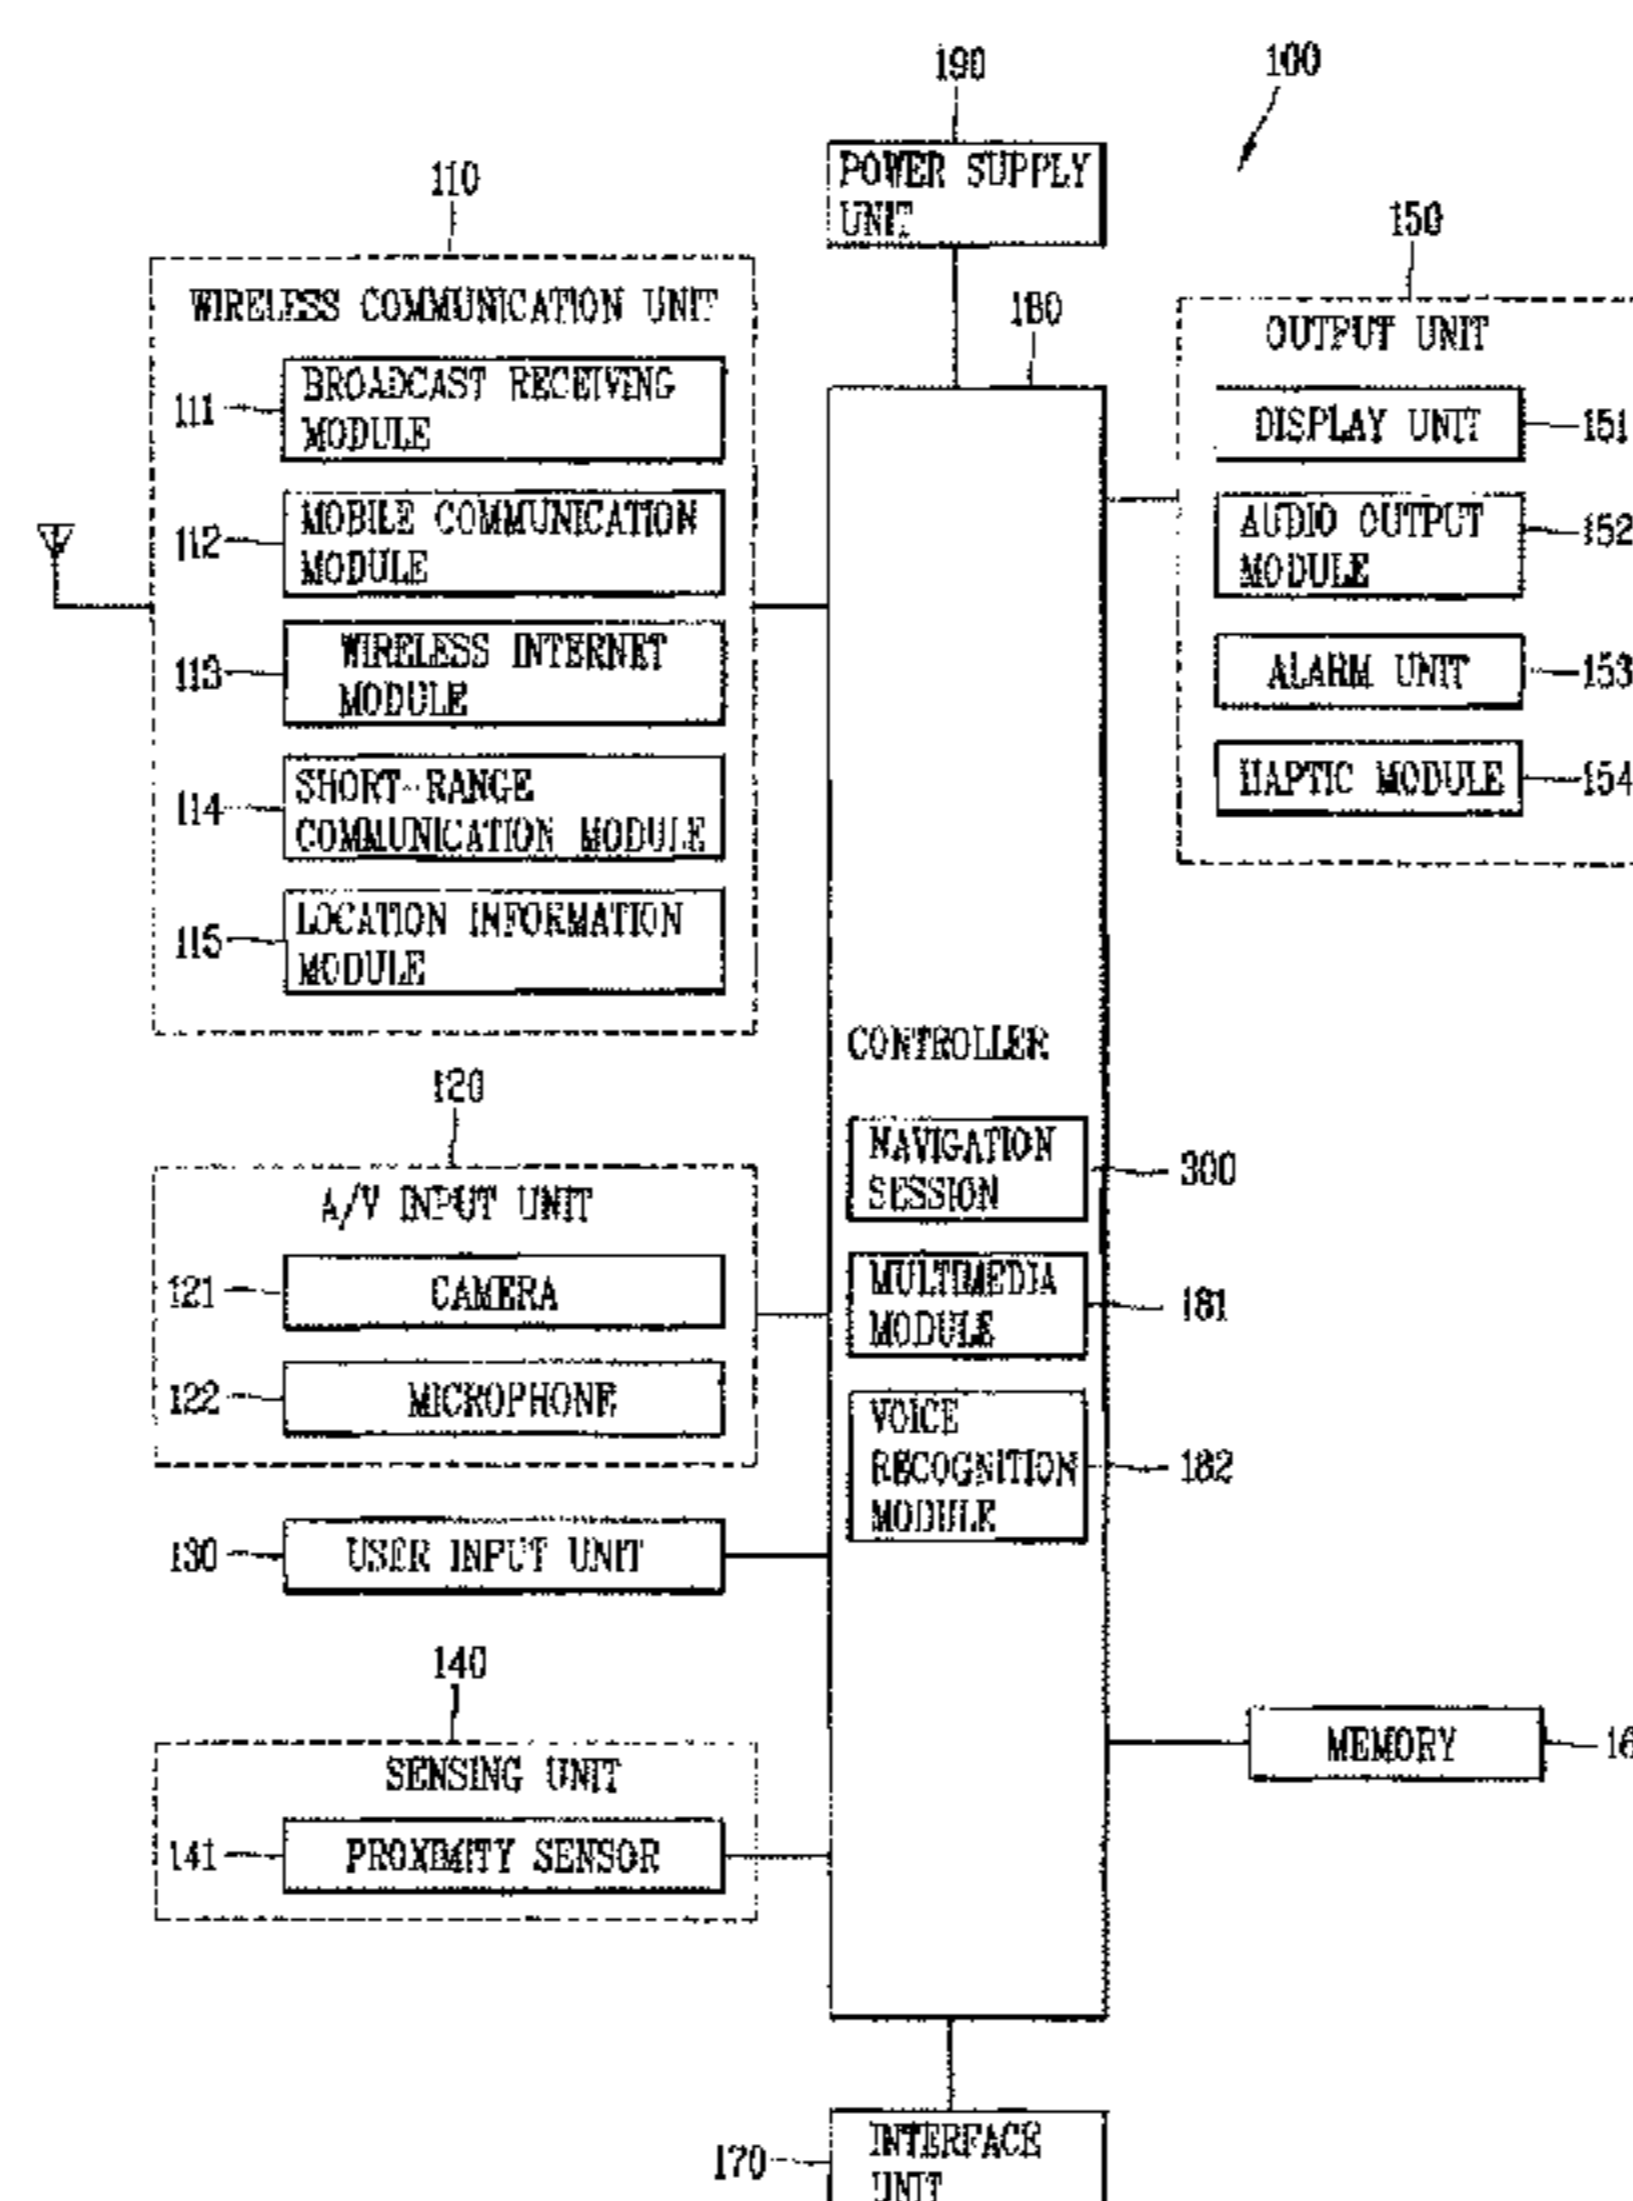 190
100
POWER SUPPLY
UNIT
110
WIRELESS COMMUNICATION UNIT
111
BROADCAST RECEIVING
MODULE
112
MOBILE COMMUNICATION
MODULE
113
WIRELESS INTERNET
MODULE
114
SHORT-RANGE
COMMUNICATION MODULE
115
LOCATION INFORMATION
MODULE
120
A/V INPUT UNIT
121
CAMERA
122
MICROPHONE
130
USER INPUT UNIT
140
SENSING UNIT
141
PROXIMITY SENSOR
180
CONTROLLER
NAVIGATION
SESSION
300
MULTIMEDIA
MODULE
181
VOICE
RECOGNITION
MODULE
182
150
OUTPUT UNIT
DISPLAY UNIT
151
AUDIO OUTPUT
MODULE
152
ALARM UNIT
153
HAPTIC MODULE
154
MEMORY
170
INTERFACE
UNIT